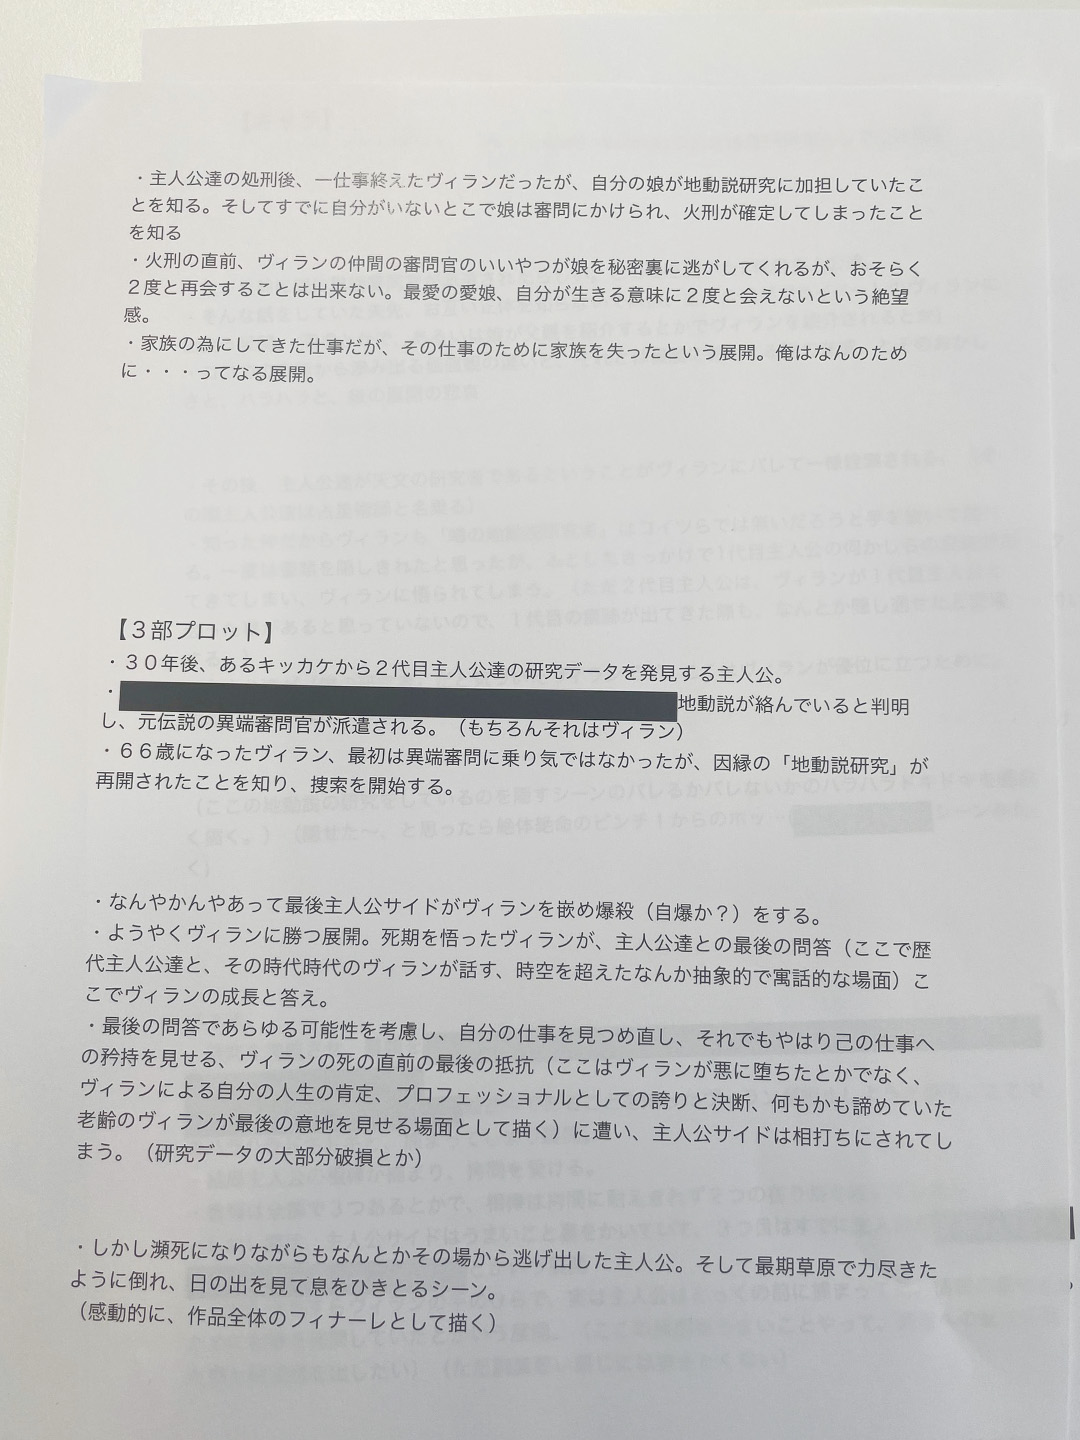 ・主人公達の処刑後、一仕事終えたヴィランだったが、自分の娘が地動説研究に加担していたこ
とを知る。そしてすでに自分がいないとこで娘は審問にかけられ、火刑が確定してしまったこと
を知る
・火刑の直前、ヴィランの仲間の審問官のいいやつが娘を秘密裏に逃がしてくれるが、おそらく
２度と再会することは出来ない。最愛の愛娘、自分が生きる意味に２度と会えないという絶望
感。
・家族の為にしてきた仕事だが、その仕事のために家族を失ったという展開。俺はなんのため
に・・・ってなる展開。
【３部プロット】
・３０年後、あるキッカケから２代目主人公達の研究データを発見する主人公。
・地動説が絡んでいると判明
し、元伝説の異端審問官が派遣される。（もちろんそれはヴィラン）
・６６歳になったヴィラン、最初は異端審問に乗り気ではなかったが、因縁の「地動説研究」が
再開されたことを知り、捜索を開始する。
・なんやかんやあって最後主人公サイドがヴィランを嵌め爆殺（自爆か？）をする。
・ようやくヴィランに勝つ展開。死期を悟ったヴィランが、主人公達との最後の問答（ここで歴
代主人公達と、その時代時代のヴィランが話す、時空を超えたなんか抽象的で寓話的な場面）こ
こでヴィランの成長と答え。
・最後の問答であらゆる可能性を考慮し、自分の仕事を見つめ直し、それでもやはり己の仕事へ
の矜持を見せる、ヴィランの死の直前の最後の抵抗（ここはヴィランが悪に堕ちたとかでなく、
ヴィランによる自分の人生の肯定、プロフェッショナルとしての誇りと決断、何もかも諦めていた
老齢のヴィランが最後の意地を見せる場面として描く）に遭い、主人公サイドは相打ちにされてし
まう。（研究データの大部分破損とか）
・しかし瀕死になりながらもなんとかその場から逃げ出した主人公。そして最期草原で力尽きた
ように倒れ、日の出を見て息をひきとるシーン。
（感動的に、作品全体のフィナーレとして描く）